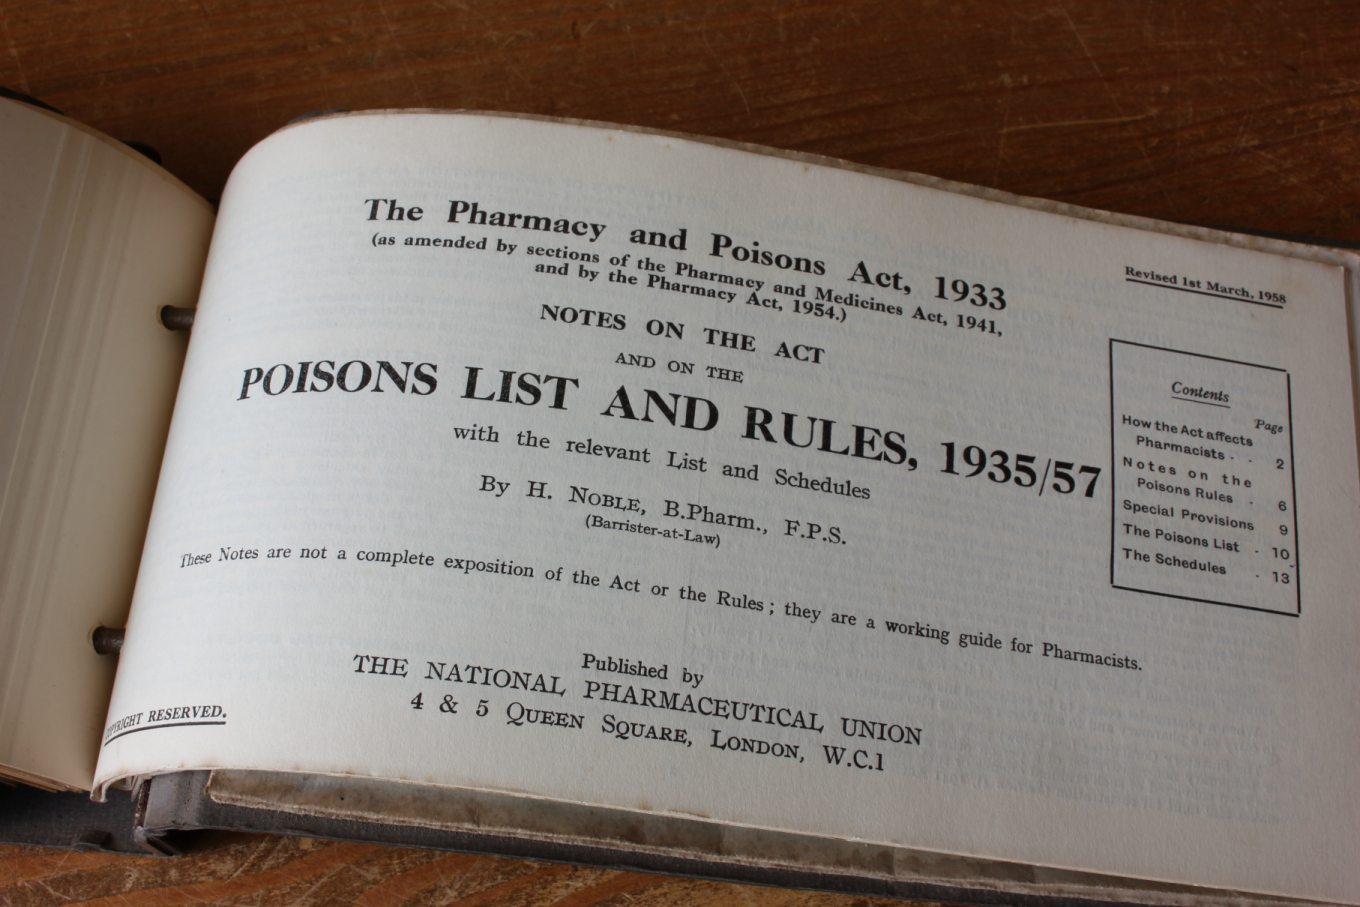 The Pharmacy and Poisons Act, 1933
(as amended by sections of the Pharmacy and Medicines Act, 1941,
and by the Pharmacy Act, 1954.)
NOTES ON THE ACT
AND ON THE
POISONS LIST AND RULES, 1935/57
with the relevant List and Schedules
By H. NOBLE, B.Pharm., F.P.S.
(Barrister-at-Law)
These Notes are not a complete exposition of the Act or the Rules; they are a working guide for Pharmacists.
Published by
THE NATIONAL PHARMACEUTICAL UNION
4 & 5 QUEEN SQUARE, LONDON, W.C.1
COPYRIGHT RESERVED.
Revised 1st March, 1958
Contents
Page
How the Act affects
Pharmacists - - 2
Notes on the
Poisons Rules - 6
Special Provisions 9
The Poisons List - 10
The Schedules - 13